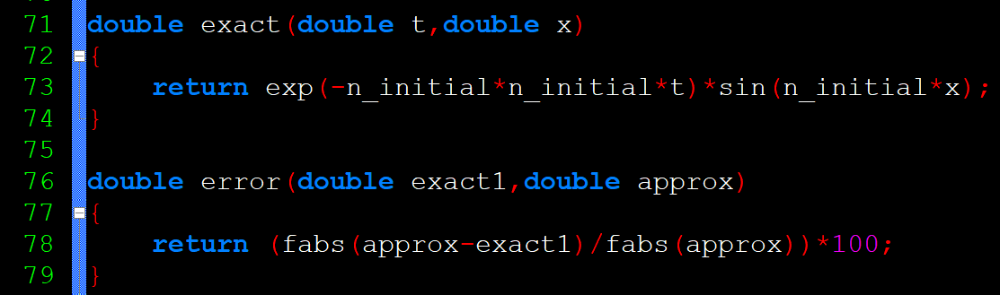 71 double exact(double t,double x)
72 {
73     return exp(-n_initial*n_initial*t)*sin(n_initial*x);
74 }
75
76 double error(double exact1,double approx)
77 {
78     return (fabs(approx-exact1)/fabs(approx))*100;
79 }